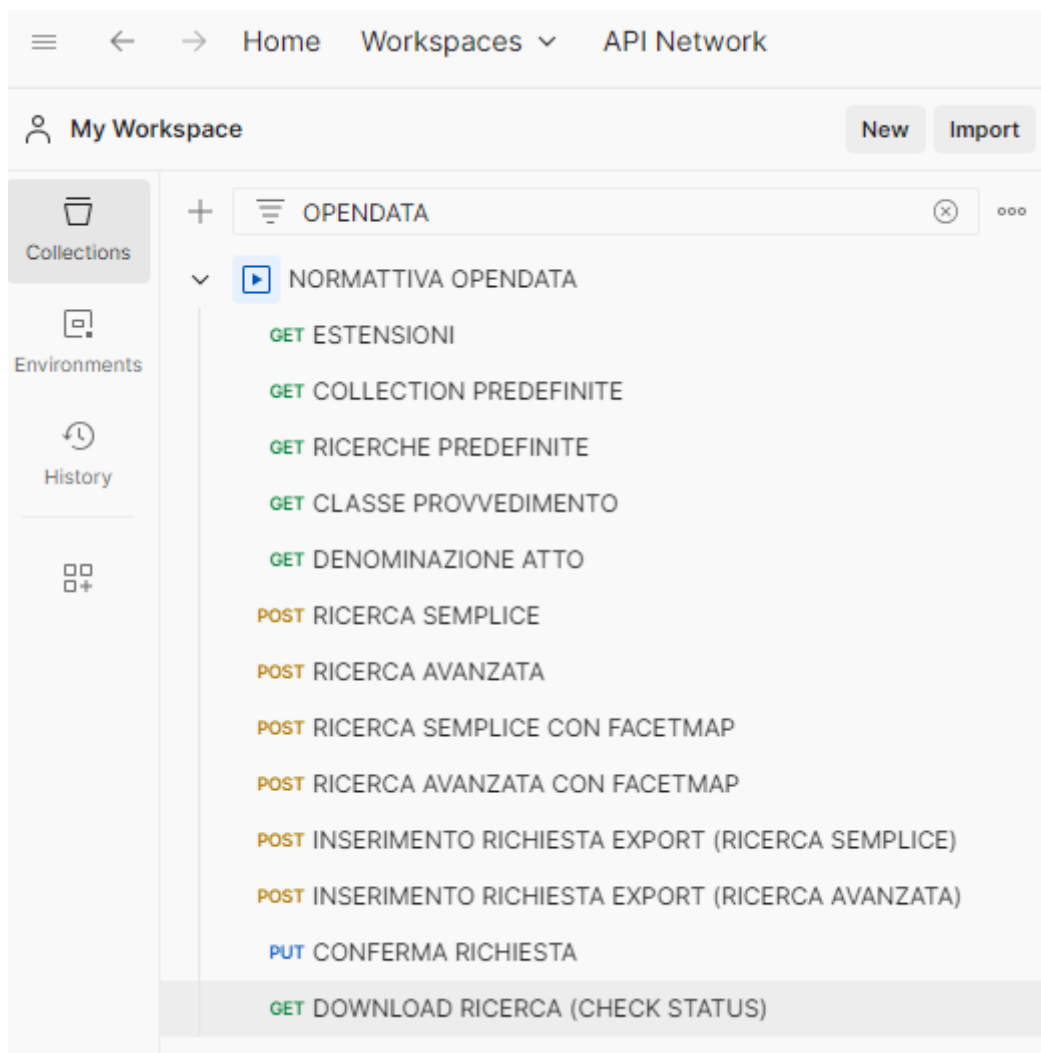 Home Workspaces API Network
My Workspace New Import
OPENDATA
Collections
NORMATTIVA OPENDATA
GET ESTENSIONI
Environments
GET COLLECTION PREDEFINITE
GET RICERCHE PREDEFINITE
History
GET CLASSE PROVVEDIMENTO
GET DENOMINAZIONE ATTO
POST RICERCA SEMPLICE
POST RICERCA AVANZATA
POST RICERCA SEMPLICE CON FACETMAP
POST RICERCA AVANZATA CON FACETMAP
POST INSERIMENTO RICHIESTA EXPORT (RICERCA SEMPLICE)
POST INSERIMENTO RICHIESTA EXPORT (RICERCA AVANZATA)
PUT CONFERMA RICHIESTA
GET DOWNLOAD RICERCA (CHECK STATUS)